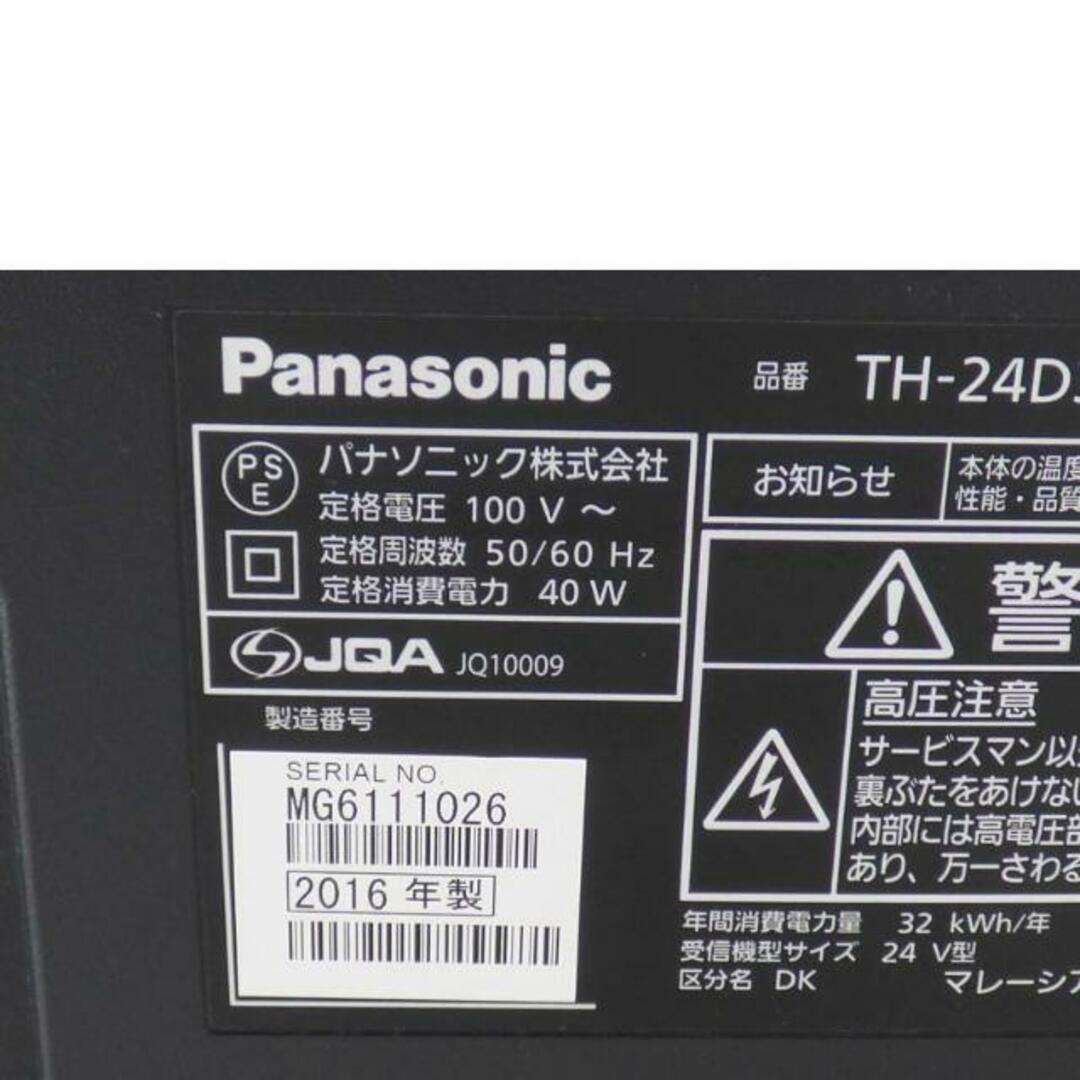 Panasonic
品番 TH-24D
PS
E
パナソニック株式会社
定格電圧 100 V ～
定格周波数 50/60 Hz
定格消費電力 40 W
JQA JQ10009
製造番号
SERIAL NO.
MG6111026
2016 年製
お知らせ
本体の温度
性能・品質
警
高圧注意
サービスマン以
裏ぶたをあけない
内部には高電圧部
あり、万一さわる
年間消費電力量 32 kWh/年
受信機型サイズ 24 V型
区分名 DK
マレーシア